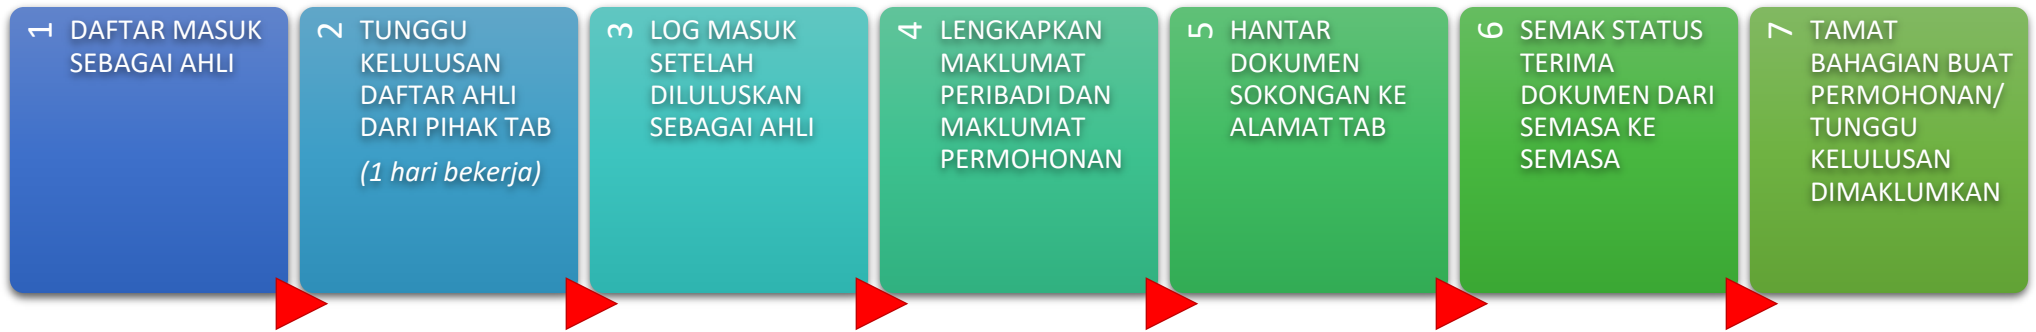 1
DAFTAR MASUK
SEBAGAI AHLI
2
TUNGGU
KELULUSAN
DAFTAR AHLI
DARI PIHAK TAB
(1 hari bekerja)
3
LOG MASUK
SETELAH
DILULUSKAN
SEBAGAI AHLI
4
LENGKAPKAN
MAKLUMAT
PERIBADI DAN
MAKLUMAT
PERMOHONAN
5
HANTAR
DOKUMEN
SOKONGAN KE
ALAMAT TAB
6
SEMAK STATUS
TERIMA
DOKUMEN DARI
SEMASA KE
SEMASA
7
TAMAT
BAHAGIAN BUAT
PERMOHONAN/
TUNGGU
KELULUSAN
DIMAKLUMKAN